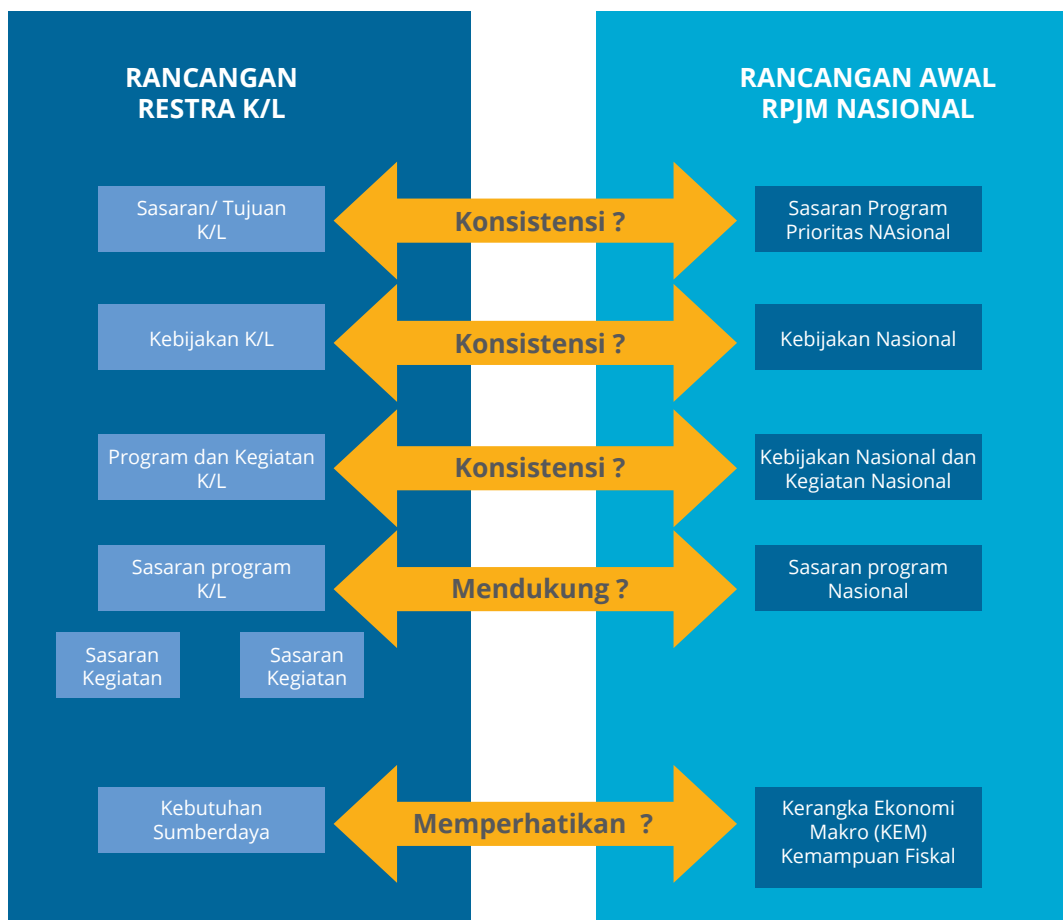 RANCANGAN
RESTRA K/L
RANCANGAN AWAL
RPJM NASIONAL
Sasaran/ Tujuan
K/L
Konsistensi ?
Sasaran Program
Prioritas NAsional
Kebijakan K/L
Konsistensi ?
Kebijakan Nasional
Program dan Kegiatan
K/L
Konsistensi ?
Kebijakan Nasional dan
Kegiatan Nasional
Sasaran program
K/L
Mendukung ?
Sasaran program
Nasional
Sasaran
Kegiatan
Sasaran
Kegiatan
Kebutuhan
Sumberdaya
Memperhatikan ?
Kerangka Ekonomi
Makro (KEM)
Kemampuan Fiskal